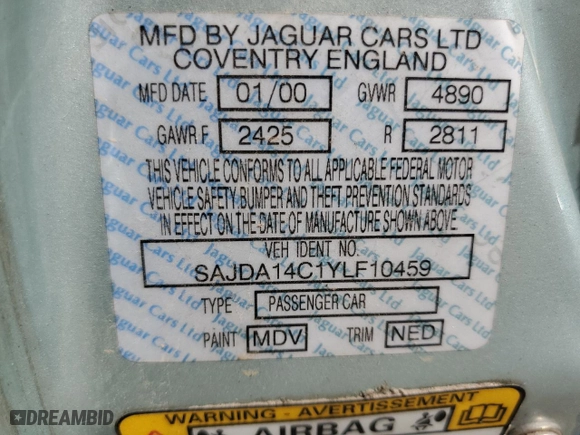 MFD BY JAGUAR CARS LTD
COVENTRY ENGLAND
MFD DATE 01/00 GVWR 4890
GAWR F 2425 R 2811
THIS VEHICLE CONFORMS TO ALL APPLICABLE FEDERAL MOTOR
VEHICLE SAFETY BUMPER AND THEFT PREVENTION STANDARDS
IN EFFECT ON THE DATE OF MANUFACTURE SHOWN ABOVE
VEH IDENT NO.
SAJDA14C1YLF10459
TYPE PASSENGER CAR
PAINT MDV TRIM NED
WARNING - AVERTISSEMENT
AIRBAG
DREAMBID